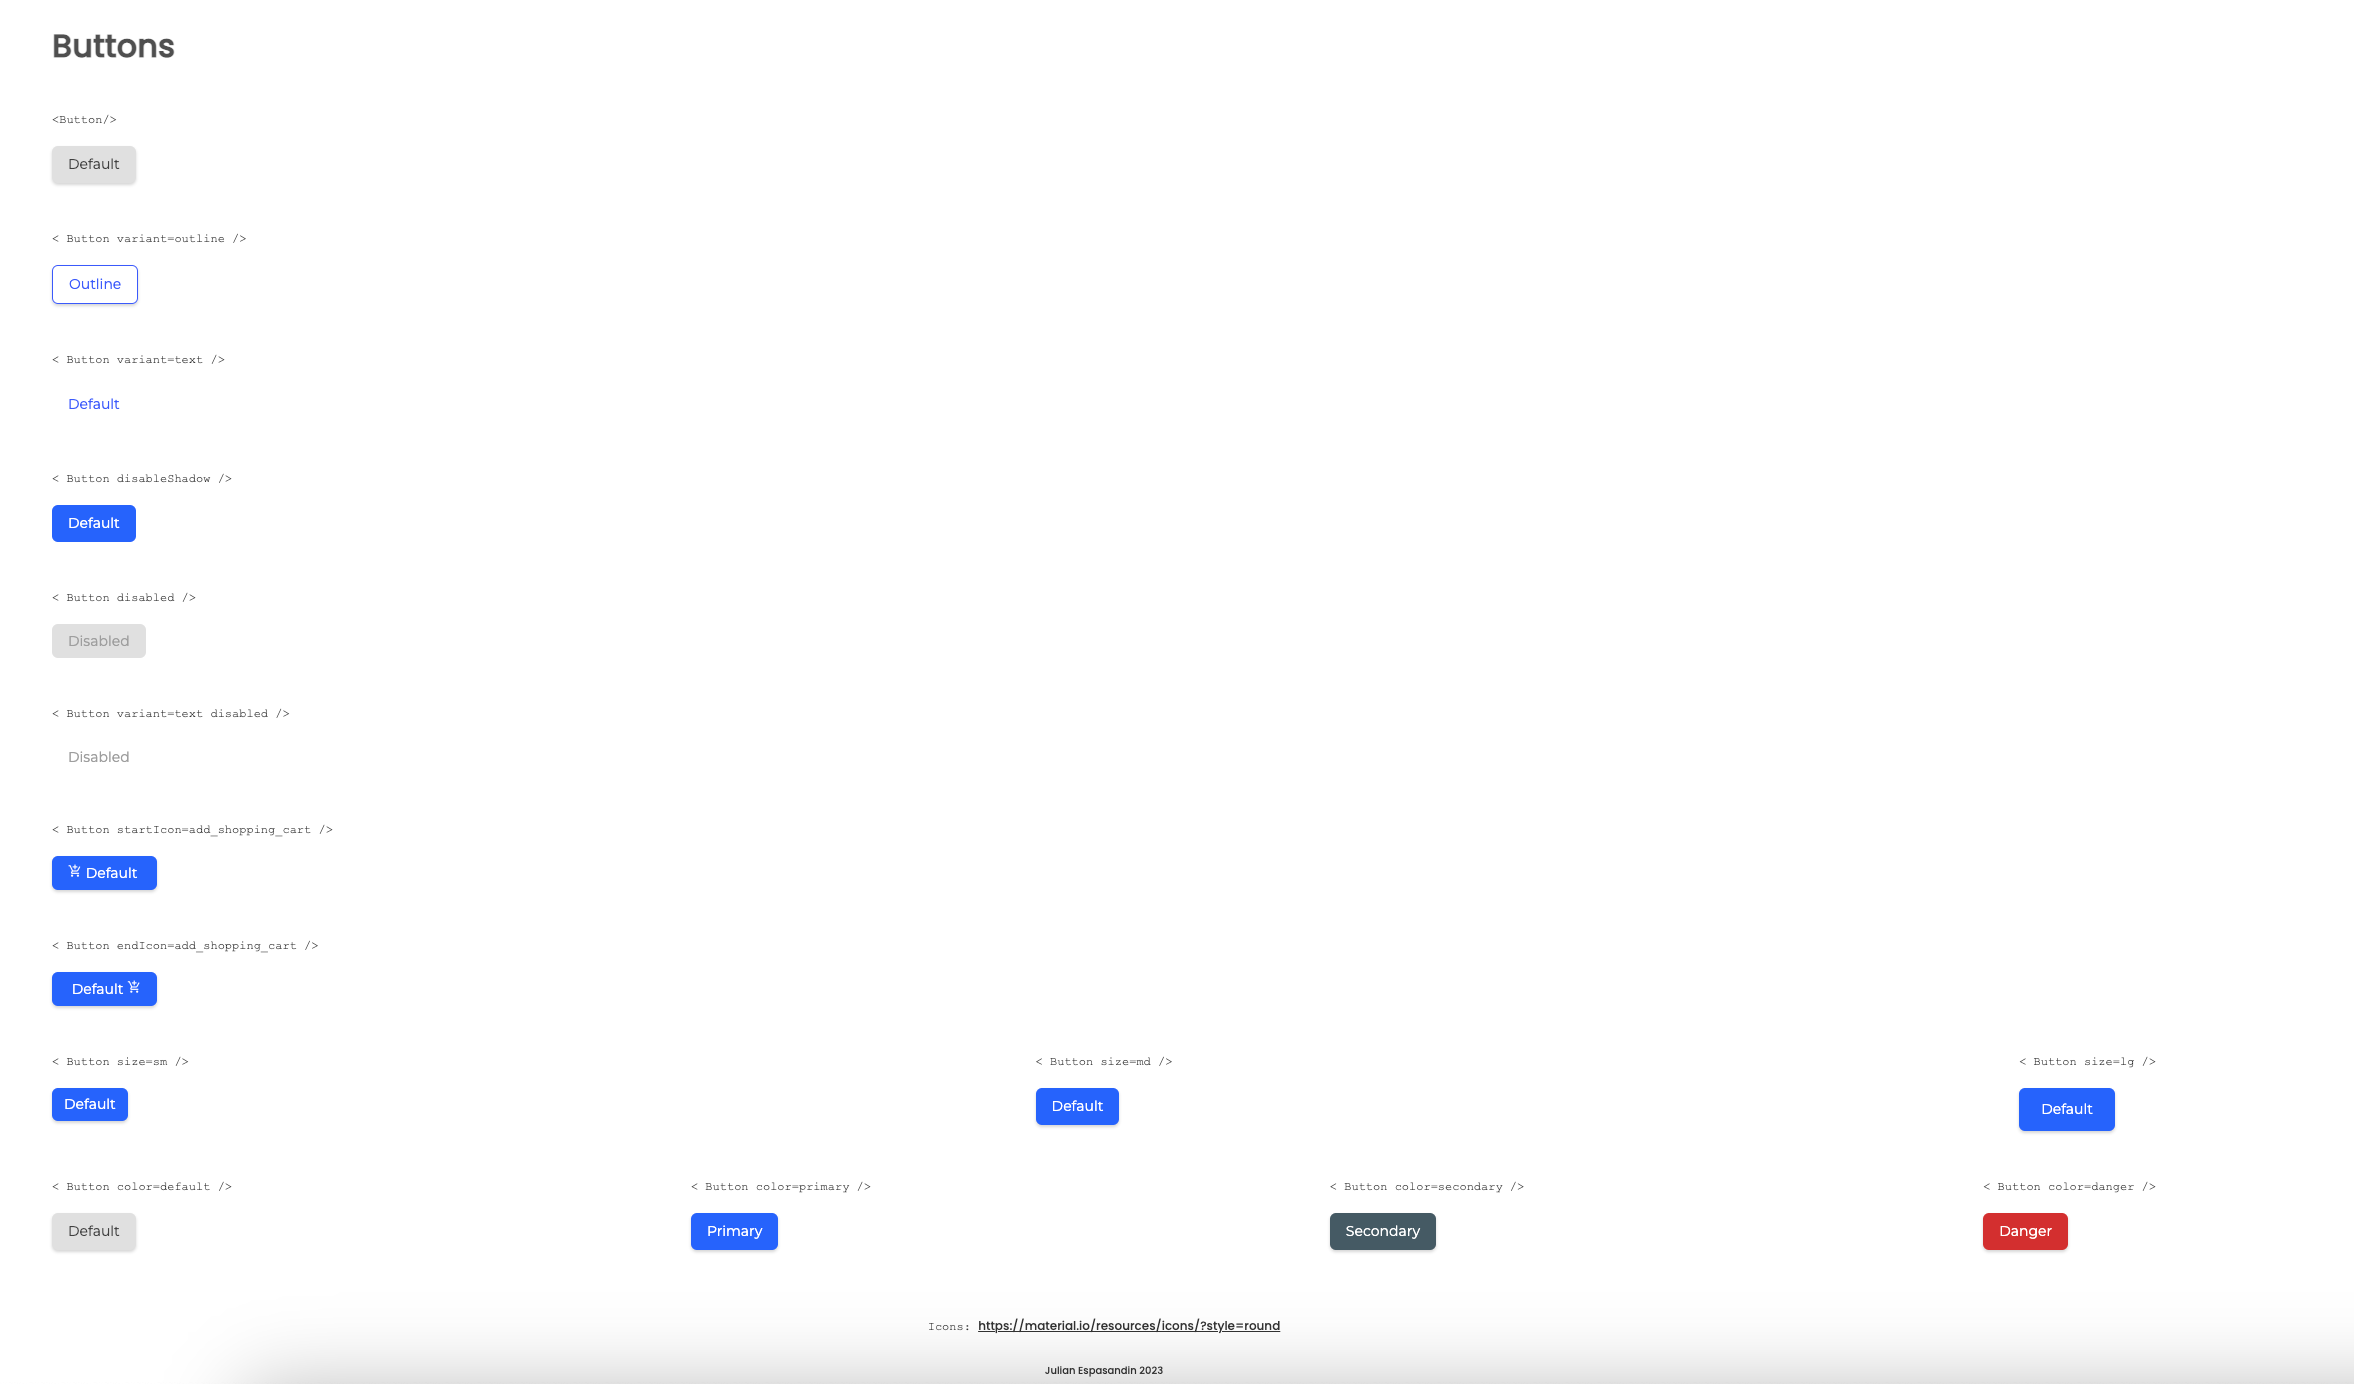 Buttons
<Button/>
Default
< Button variant=outline />
Outline
< Button variant=text />
Default
< Button disableShadow />
Default
< Button disabled />
Disabled
< Button variant=text disabled />
Disabled
< Button startIcon=add_shopping_cart />
Default
< Button endIcon=add_shopping_cart />
Default
< Button size=sm />
< Button size=md />
< Button size=lg />
Default
Default
Default
< Button color=default />
< Button color=primary />
< Button color=secondary />
< Button color=danger />
Default
Primary
Secondary
Danger
Icons: https://material.io/resources/icons/?style=round
Julian Espasandin 2023